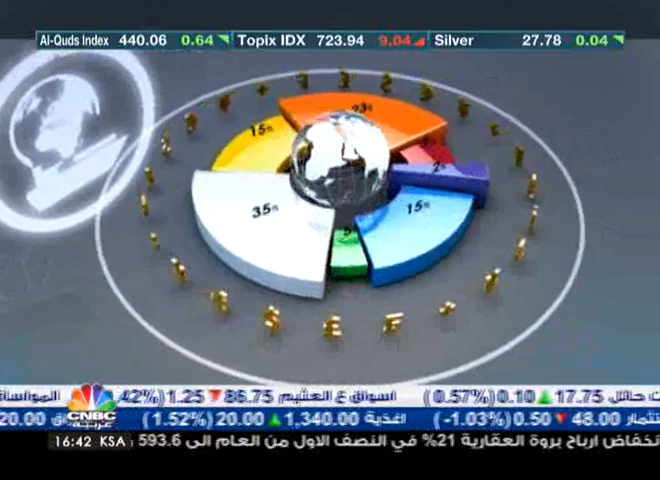 Al-Quds Index 440.06 0.64 Topix IDX 723.94 9.04 Silver 27.78 0.04
23%
15%
2%
35%
15%
5%
42%) 1.25 86.75 اسواق ع العثيم (0.57%) 0.10 17.75
CNBC
عربية
20.00 (1.52%) 20.00 1,340.00 اغذية (-1.03%) 0.50 48.00
16:42 KSA انخفاض ارباح بروة العقارية 21% في النصف الاول من العام الى 593.6